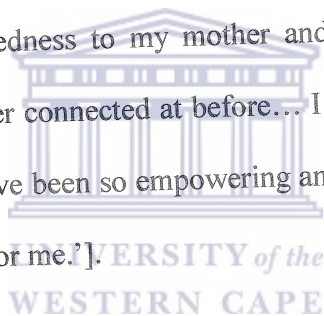 edness to my mother and
er connected at before... I
ve been so empowering an
or me.'].
UNIVERSITY of the
WESTERN CAPE